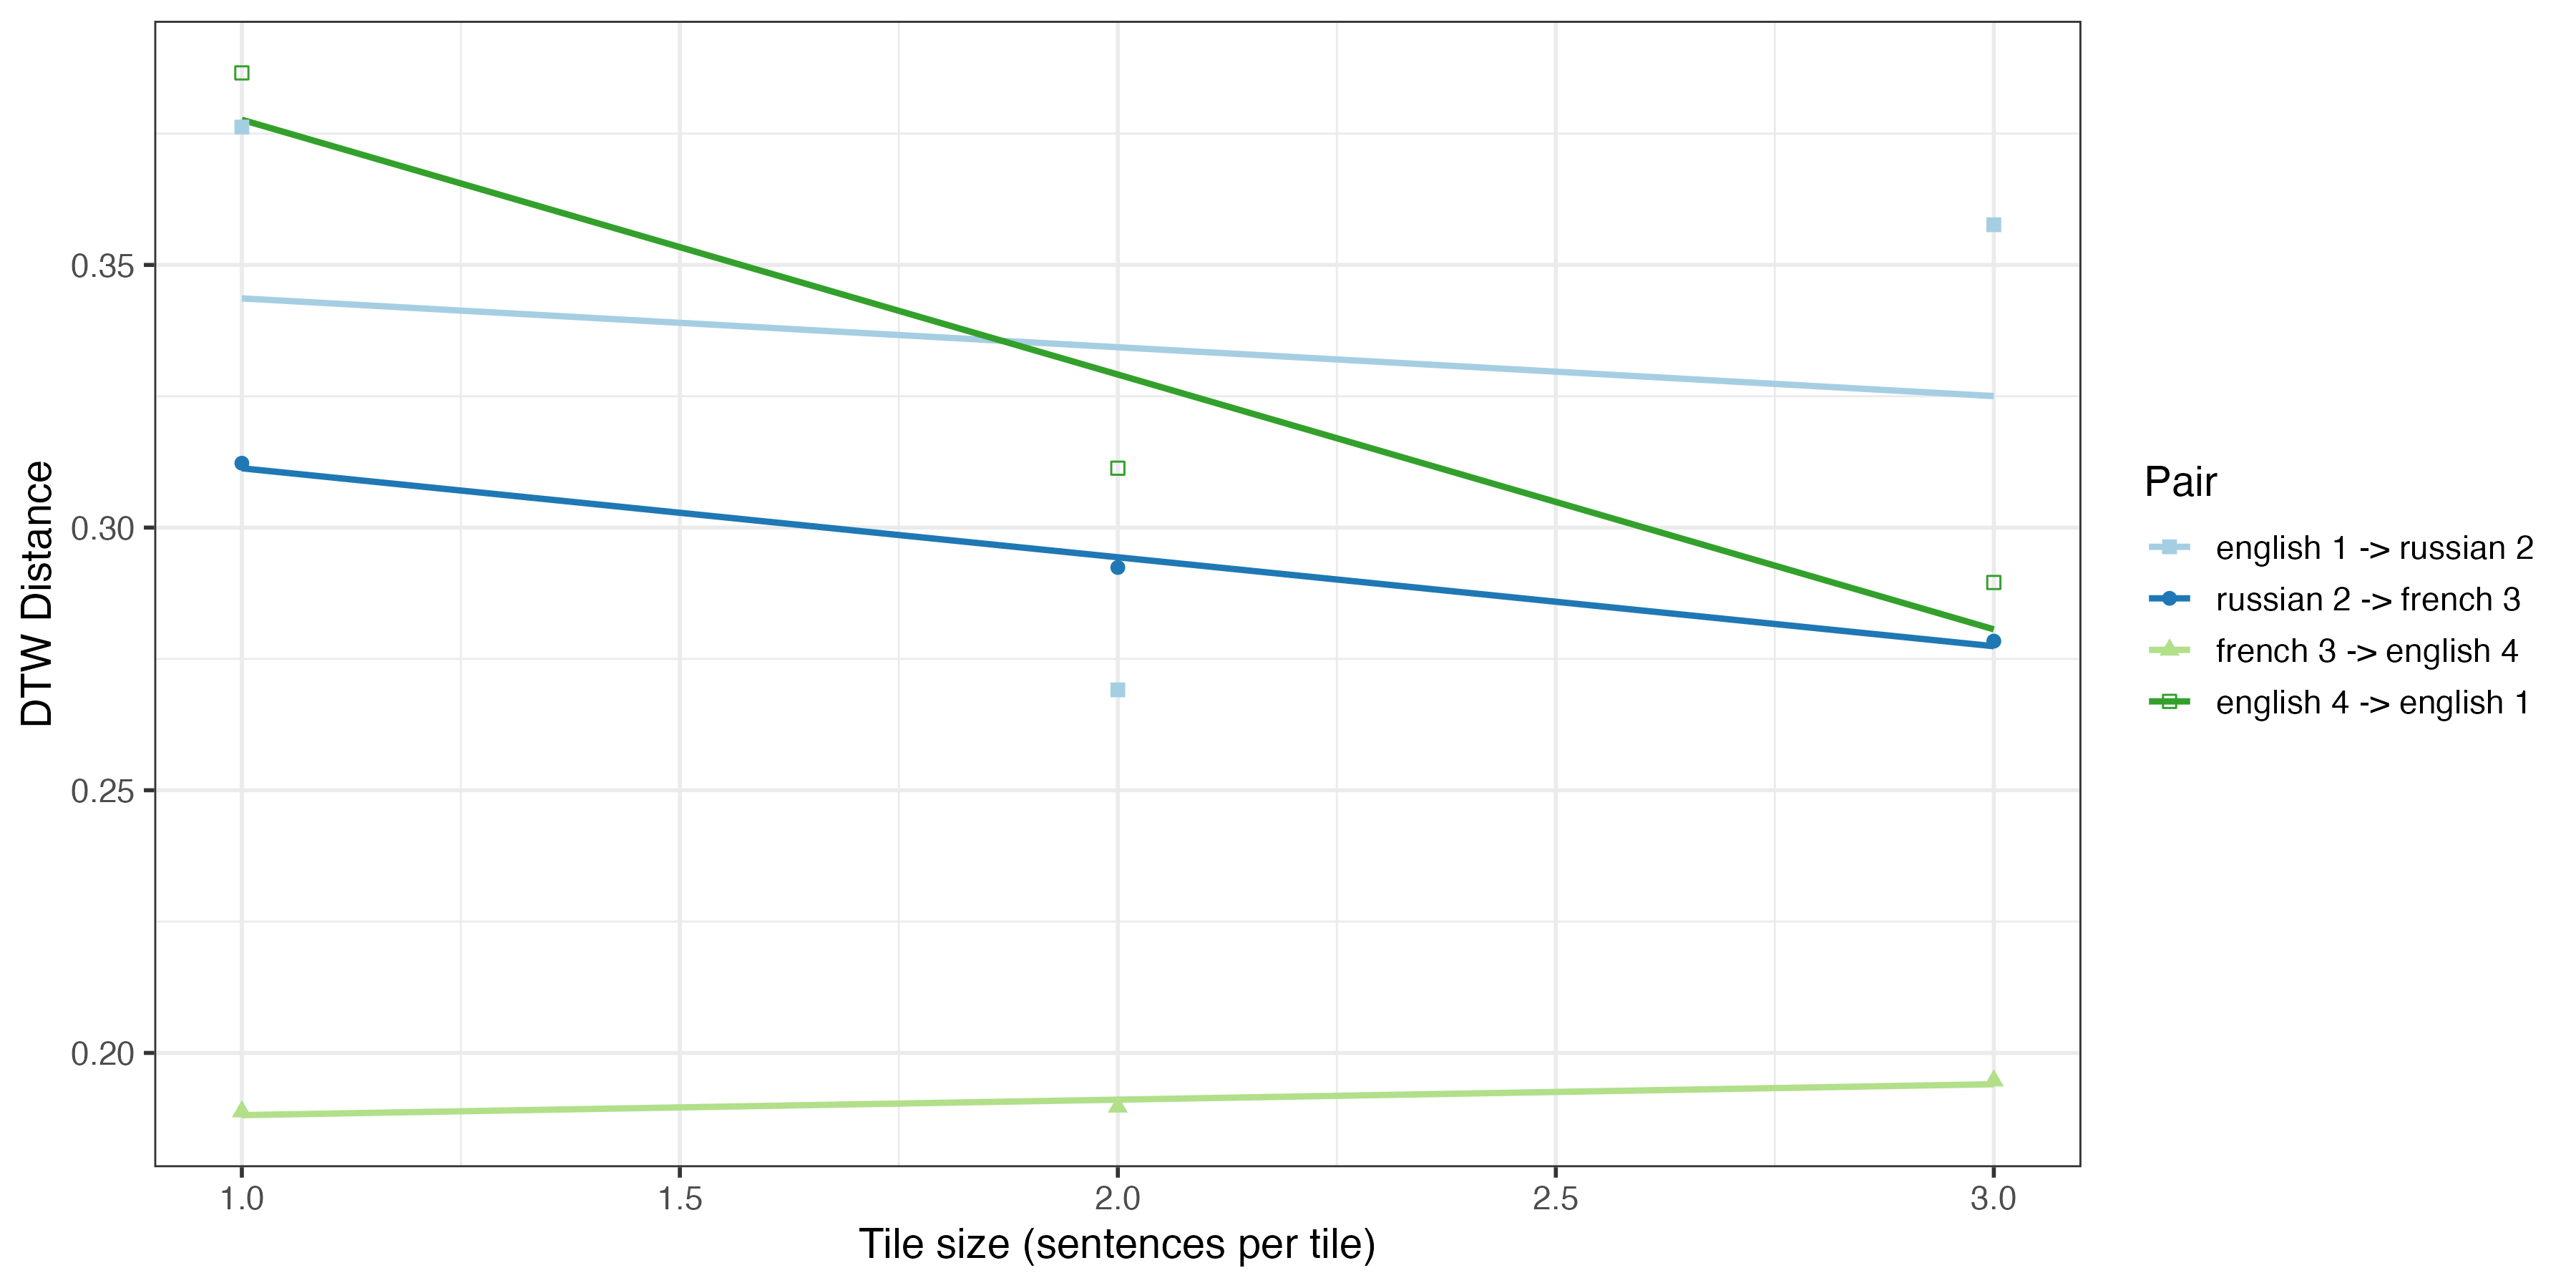 DTW Distance
0.35
0.30
0.25
0.20
1.0
1.5
2.0
2.5
3.0
Tile size (sentences per tile)
Pair
english 1 -> russian 2
russian 2 -> french 3
french 3 -> english 4
english 4 -> english 1